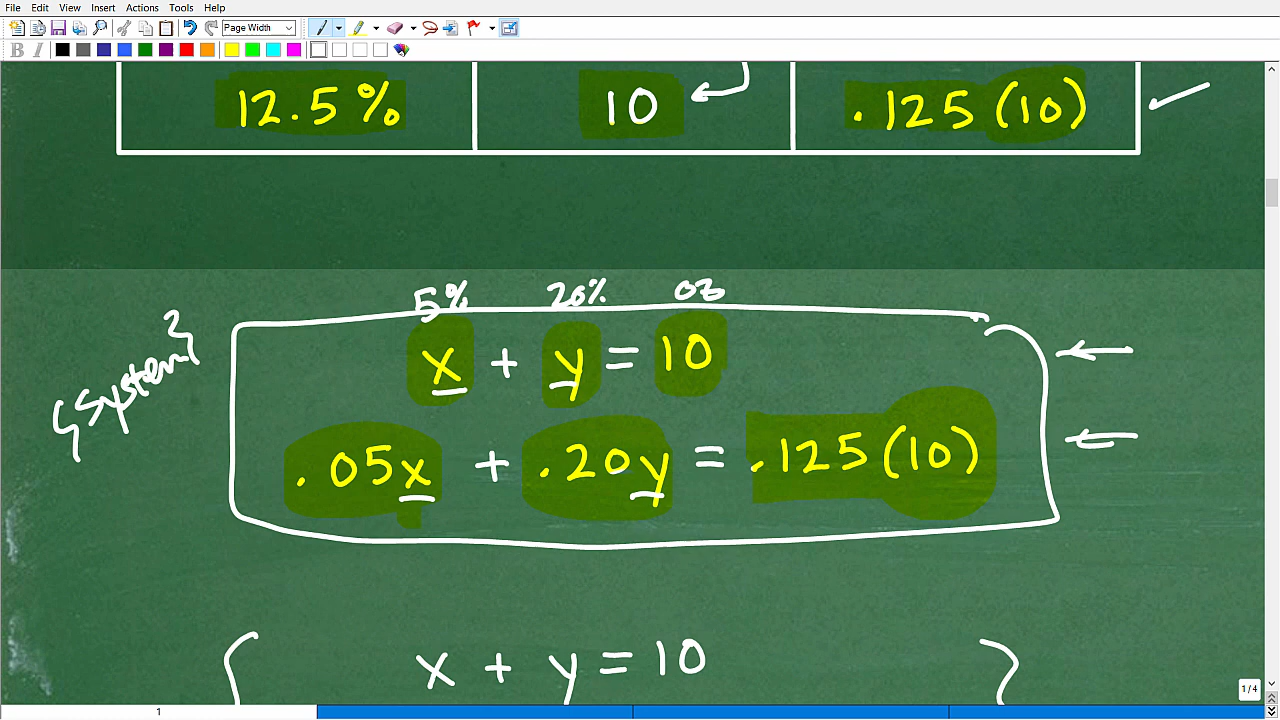 File Edit View Insert Actions Tools Help
Page Width
B I
12.5% 10 .125(10)
5% 20% oz
{System}
x + y = 10
.05x + .20y = .125(10)
x + y = 10
1/4
1